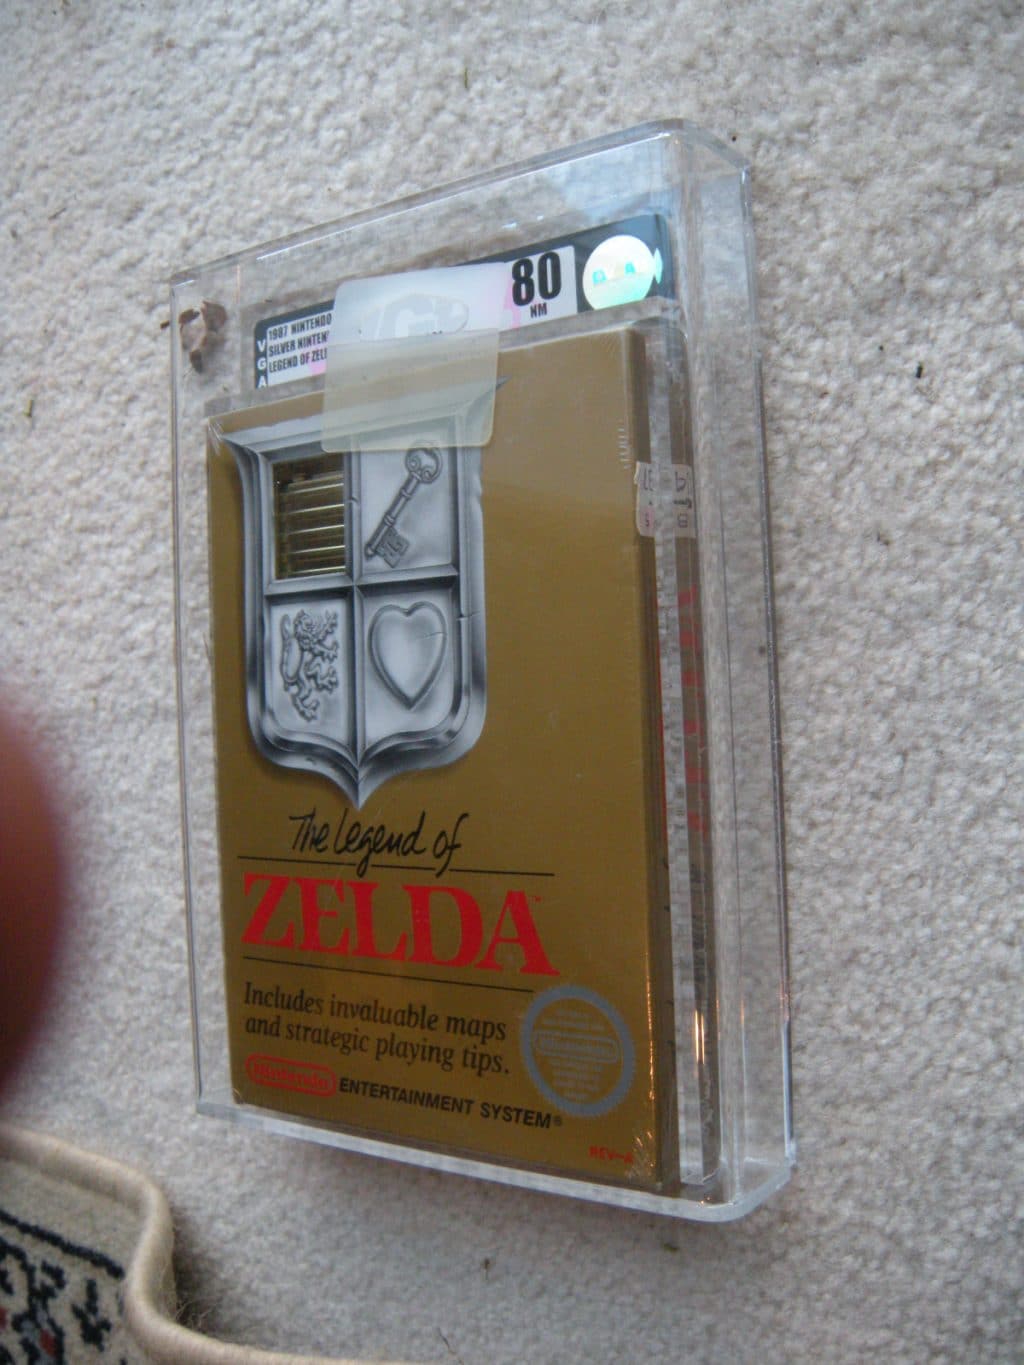 VGA
1987 NINTENDO
SILVER NINTEN
LEGEND OF ZEL
80
NM
The Legend of
ZELDA
Includes invaluable maps
and strategic playing tips.
Nintendo ENTERTAINMENT SYSTEM®
REV-A